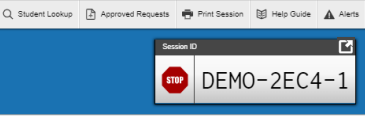 Student Lookup Approved Requests Print Session Help Guide Alerts
Session ID
STOP DEMO-2EC4-1